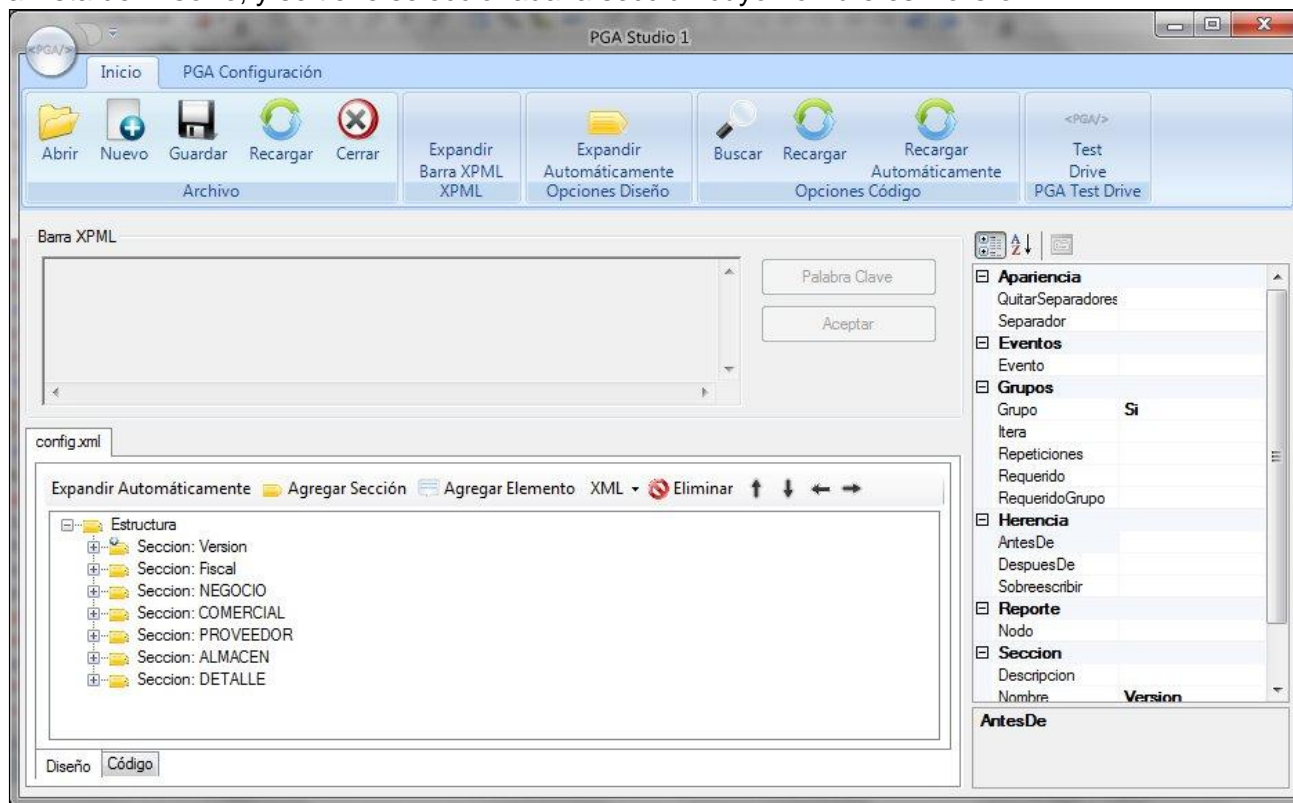 PGA Studio 1
<PGA/>
Inicio PGA Configuración
Abrir Nuevo Guardar Recargar Cerrar
Archivo
Expandir
Barra XPML
XPML
Expandir
Automáticamente
Opciones Diseño
Buscar Recargar Recargar
Automáticamente
Opciones Código
<PGA/>
Test
Drive
PGA Test Drive
Barra XPML
Palabra Clave
Aceptar
config.xml
Expandir Automáticamente Agregar Sección Agregar Elemento XML Eliminar
Estructura
Seccion: Version
Seccion: Fiscal
Seccion: NEGOCIO
Seccion: COMERCIAL
Seccion: PROVEEDOR
Seccion: ALMACEN
Seccion: DETALLE
Diseño Código
Apariencia
QuitarSeparadores
Separador
Eventos
Evento
Grupos
Grupo Si
Itera
Repeticiones
Requerido
RequeridoGrupo
Herencia
AntesDe
DespuesDe
Sobreescribir
Reporte
Nodo
Seccion
Descripcion
Nombre Version
AntesDe